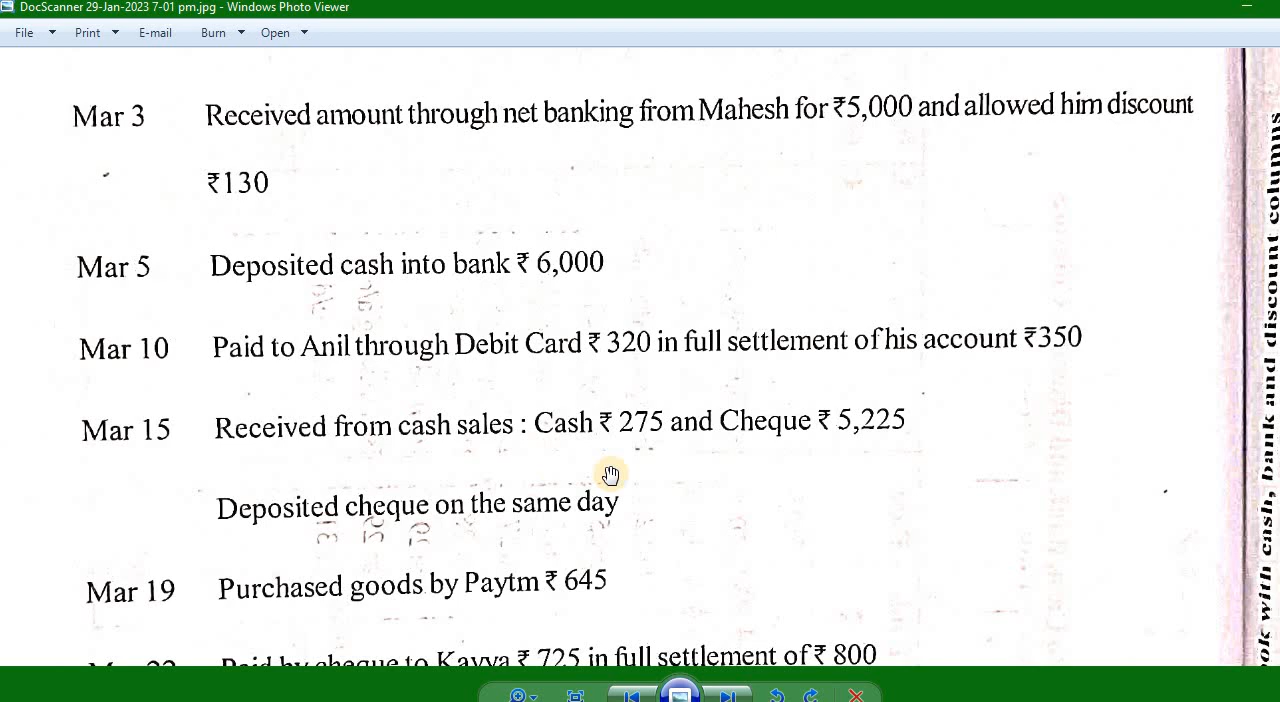 DocScanner 29-Jan-2023 7-01 pm.jpg - Windows Photo Viewer
File Print E-mail Burn Open
Mar 3 Received amount through net banking from Mahesh for ₹5,000 and allowed him discount
₹130
Mar 5 Deposited cash into bank ₹ 6,000
Mar 10 Paid to Anil through Debit Card ₹ 320 in full settlement of his account ₹350
Mar 15 Received from cash sales : Cash ₹ 275 and Cheque ₹ 5,225
Deposited cheque on the same day
Mar 19 Purchased goods by Paytm ₹ 645
Paid by cheque to Kavya ₹ 725 in full settlement of ₹ 800
with cash, bank and discount columns